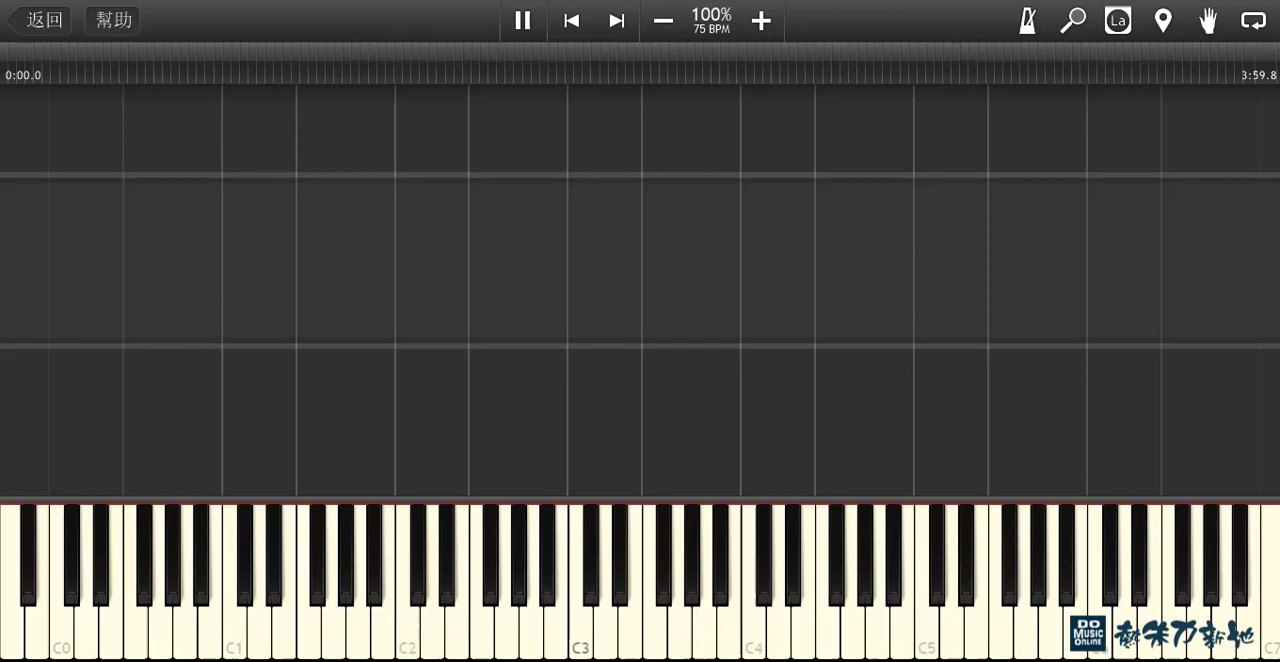 返回
幫助
100%
75 BPM
La
0:00.0
3:59.8
C0
C1
C2
C3
C4
C5
C7
DO
MUSIC
ONLINE